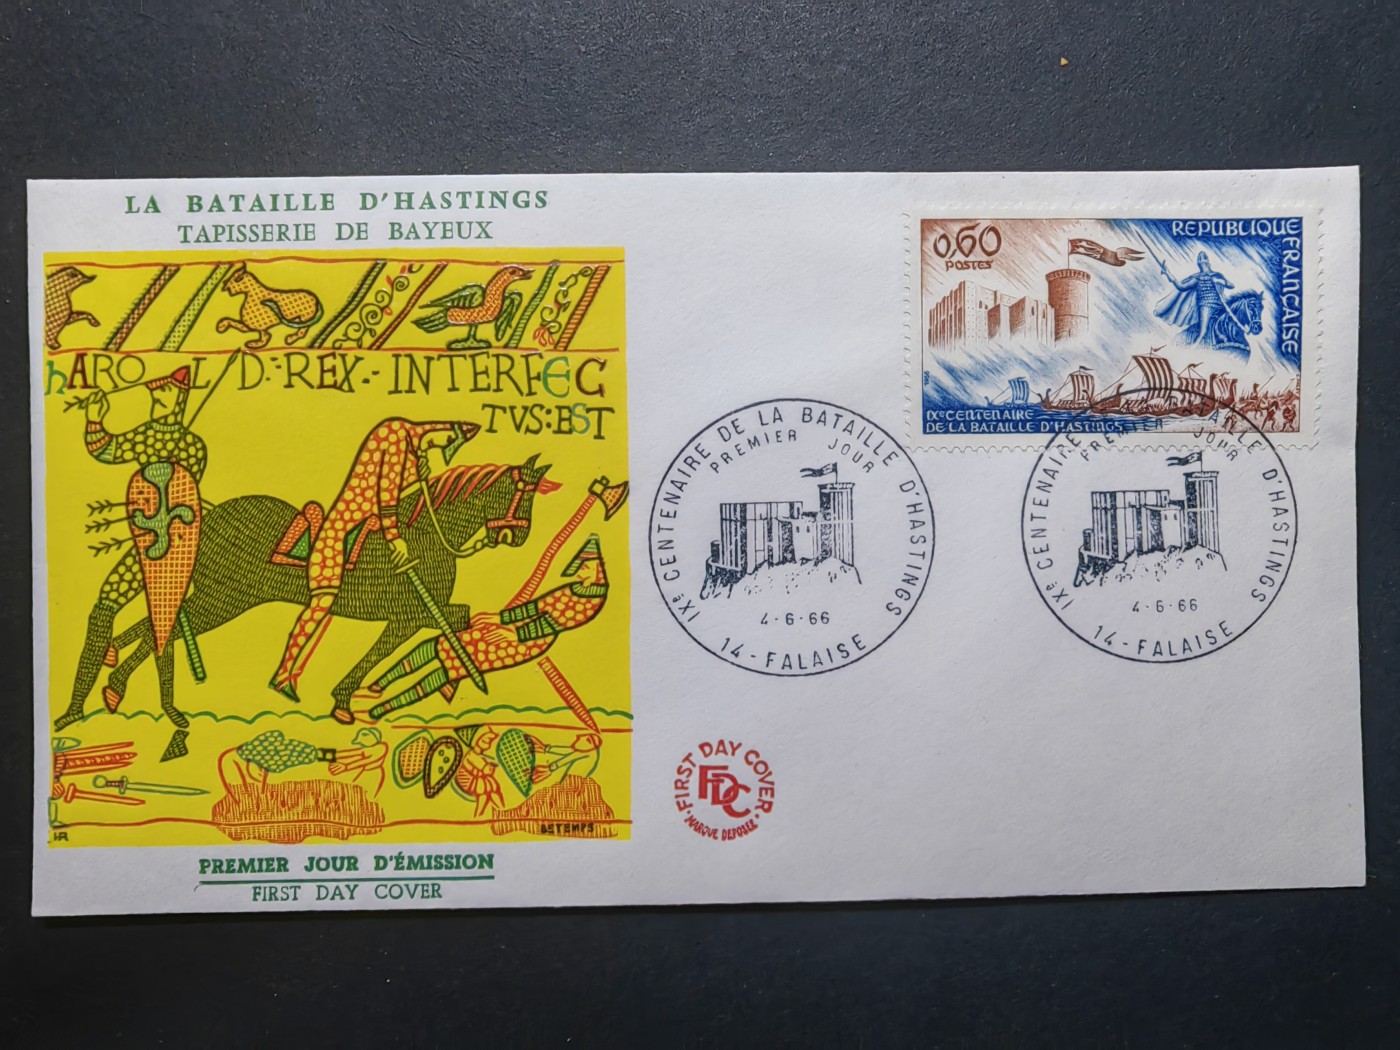 LA BATAILLE D'HASTINGS
TAPISSERIE DE BAYEUX
hAROLD:-REX.-INTERFEC
TVS:EST
HR
DETEMPS
PREMIER JOUR D'ÉMISSION
FIRST DAY COVER
0,60
POSTES
REPUBLIQUE FRANÇAISE
1966
IXᵉ CENTENAIRE
DE LA BATAILLE D'HASTINGS
IXᵉ CENTENAIRE DE LA BATAILLE D'HASTINGS
PREMIER JOUR
4-6-66
14-FALAISE
IXᵉ CENTENAIRE DE LA BATAILLE D'HASTINGS
PREMIER JOUR
4-6-66
14-FALAISE
FIRST DAY COVER
FDC
MARQUE DEPOSEE